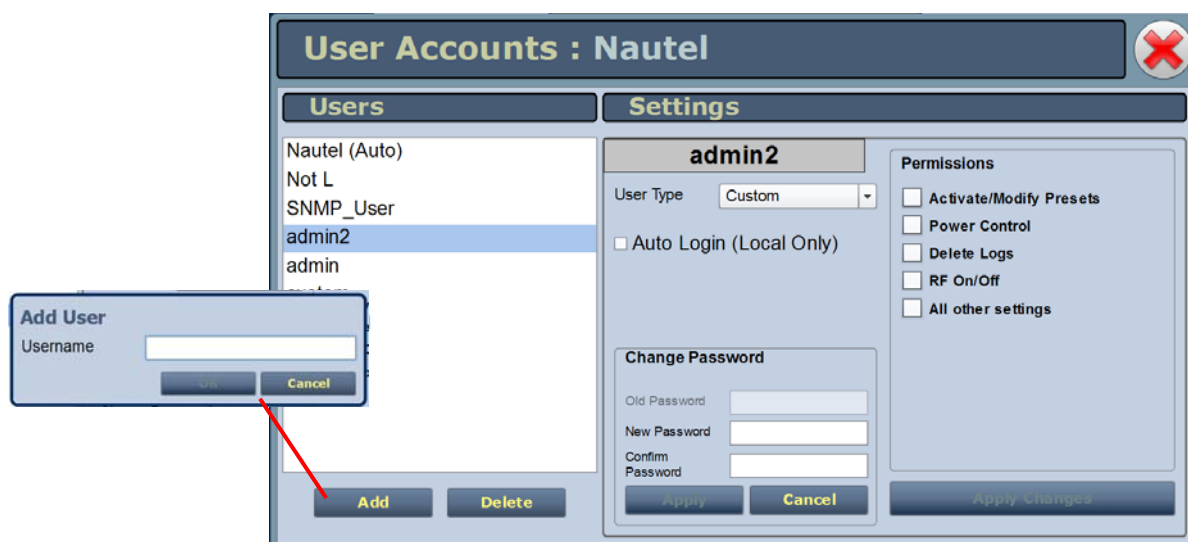 User Accounts : Nautel
Users
Settings
Nautel (Auto)
Not L
SNMP_User
admin2
admin
admin2
User Type
Custom
Auto Login (Local Only)
Permissions
Activate/Modify Presets
Power Control
Delete Logs
RF On/Off
All other settings
Add User
Username
OK
Cancel
Change Password
Old Password
New Password
Confirm
Password
Apply
Cancel
Add
Delete
Apply Changes